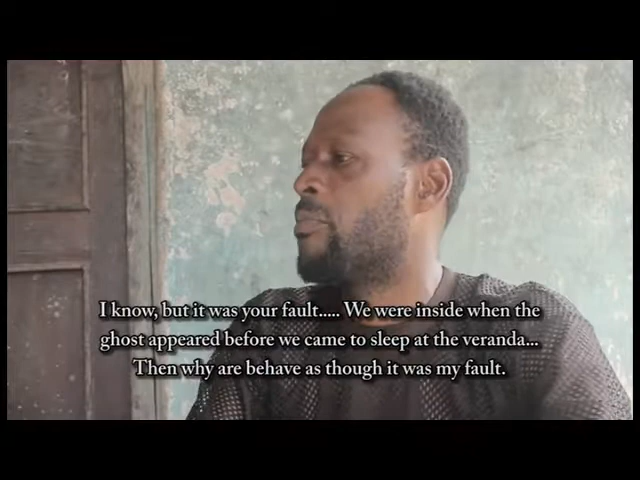 I know, but it was your fault..... We were inside when the
ghost appeared before we came to sleep at the veranda...
Then why are behave as though it was my fault.